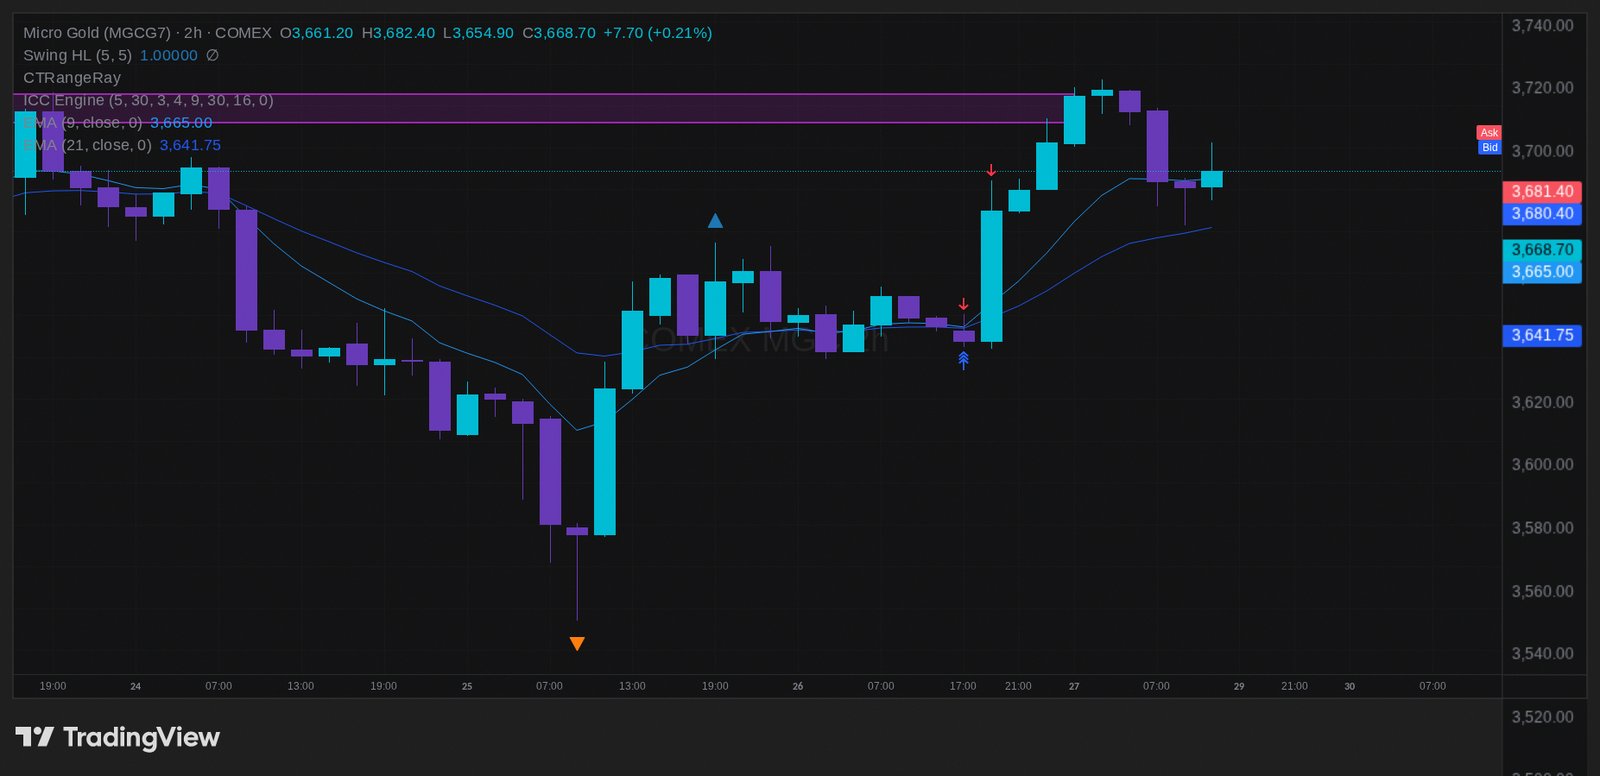 Micro Gold (MGCG7) · 2h · COMEX O3,661.20 H3,682.40 L3,654.90 C3,668.70 +7.70 (+0.21%)
Swing HL (5, 5) 1.00000 ∅
CTRangeRay
ICC Engine (5, 30, 3, 4, 9, 30, 16, 0)
EMA (9, close, 0) 3,665.00
EMA (21, close, 0) 3,641.75
3,740.00
3,720.00
Ask
Bid
3,700.00
3,681.40
3,680.40
3,668.70
3,665.00
3,641.75
3,620.00
3,600.00
3,580.00
3,560.00
3,540.00
3,520.00
19:00 24 07:00 13:00 19:00 25 07:00 13:00 19:00 26 07:00 17:00 21:00 27 07:00 29 21:00 30 07:00
TradingView